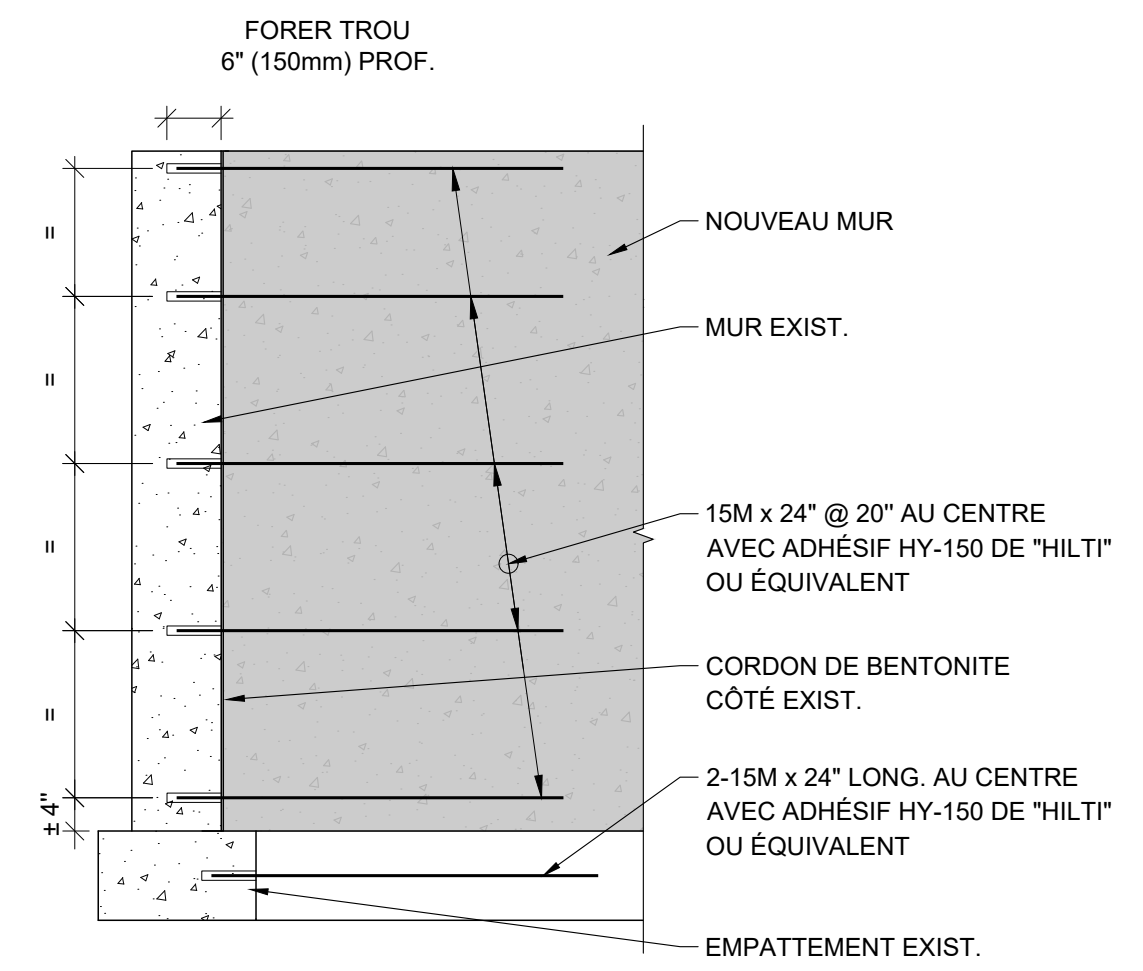 FORER TROU
6" (150mm) PROF.
NOUVEAU MUR
MUR EXIST.
=
=
=
=
± 4"
15M x 24" @ 20" AU CENTRE
AVEC ADHÉSIF HY-150 DE "HILTI"
OU ÉQUIVALENT
CORDON DE BENTONITE
CÔTÉ EXIST.
2-15M x 24" LONG. AU CENTRE
AVEC ADHÉSIF HY-150 DE "HILTI"
OU ÉQUIVALENT
EMPATTEMENT EXIST.